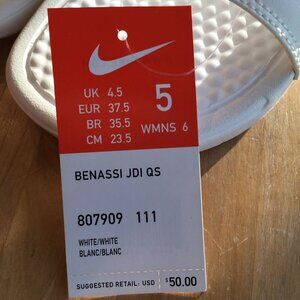 UK 4.5
EUR 37.5
BR 35.5
CM 23.5
5
WMNS 6
BENASSI JDI QS
807909 111
WHITE/WHITE
BLANC/BLANC
SUGGESTED RETAIL: USD $50.00